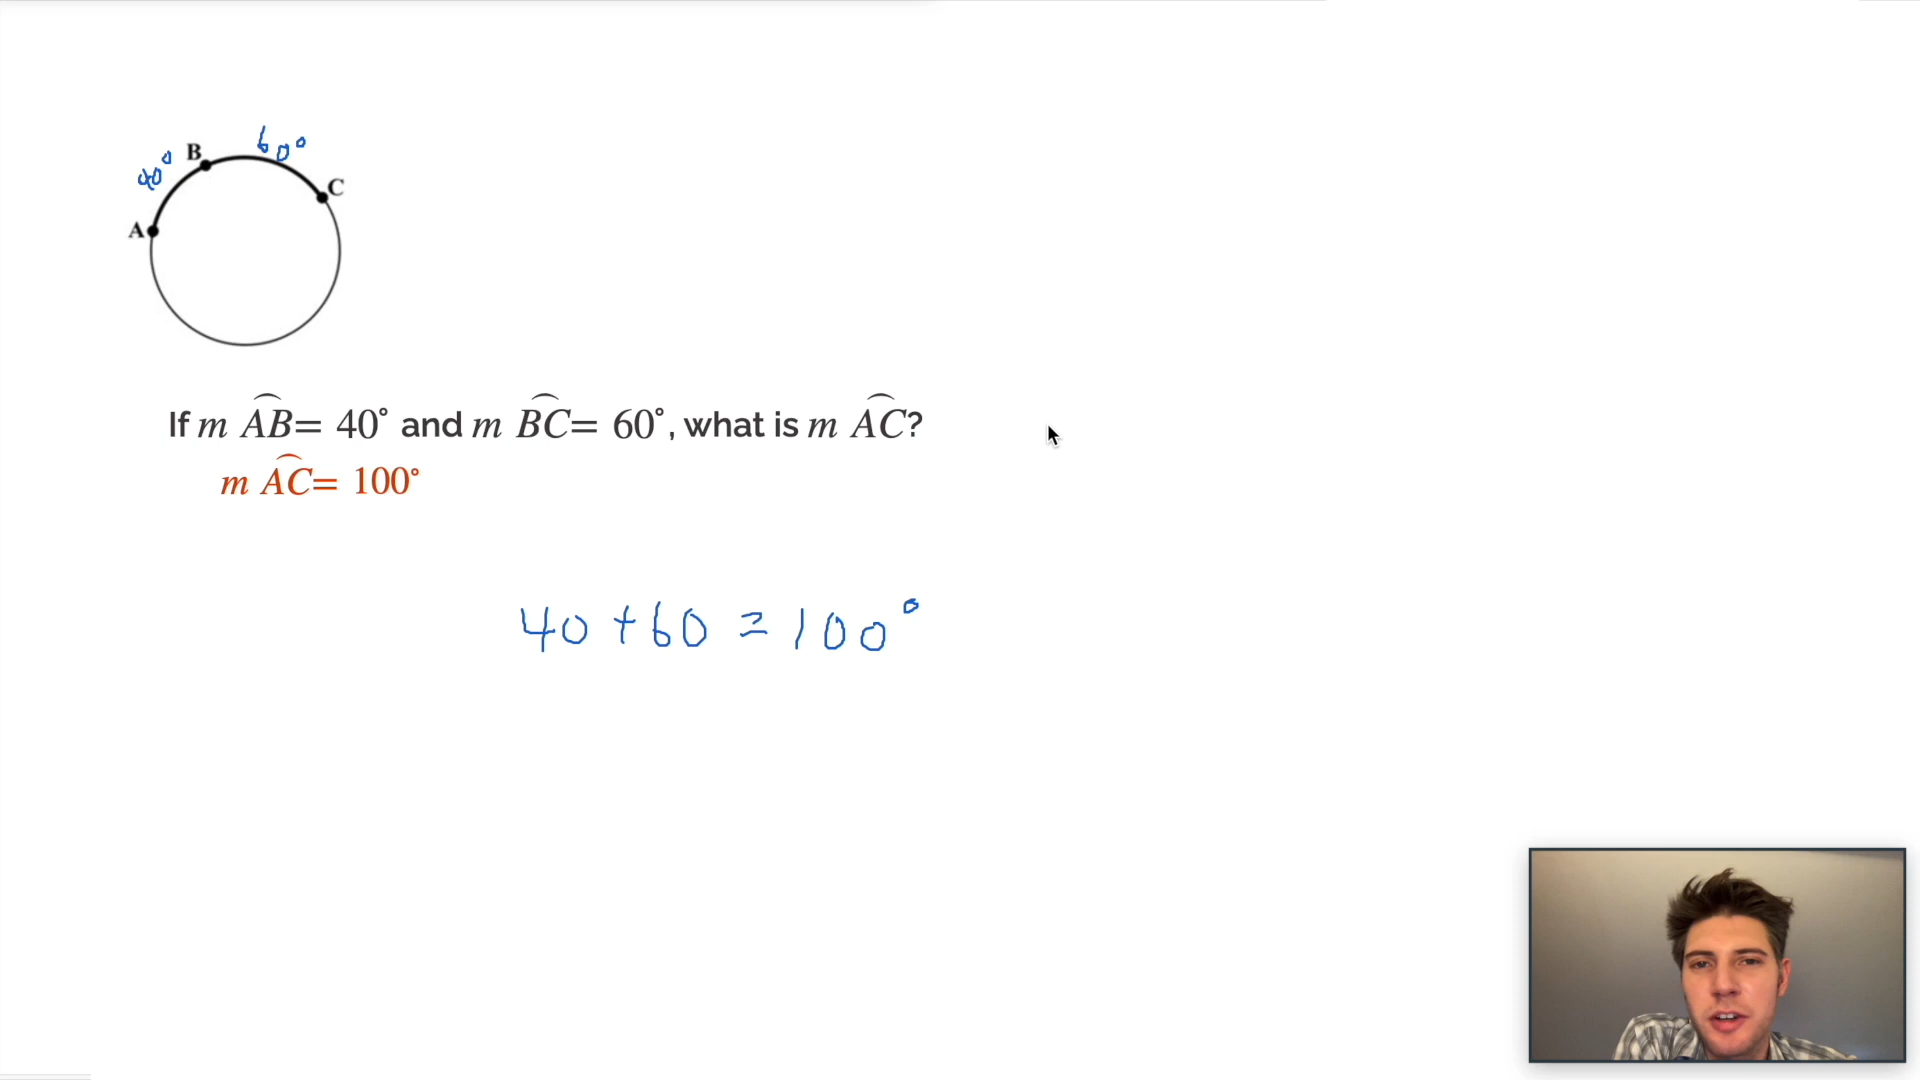 60°
40°
B
C
A
If m AB͡= 40° and m BC͡= 60°, what is m AC͡?
m AC͡= 100°
40 + 60 = 100°